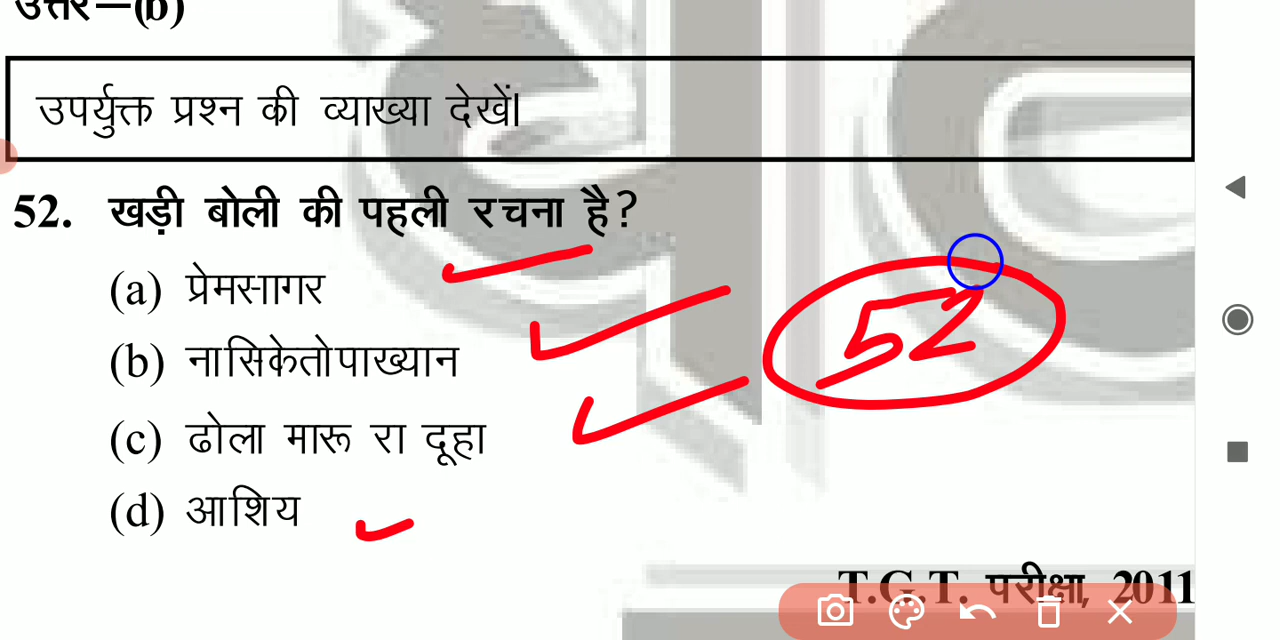 उत्तर—(b)
उपर्युक्त प्रश्न की व्याख्या देखें।
52. खड़ी बोली की पहली रचना है?
(a) प्रेमसागर
(b) नासिकेतोपाख्यान
(c) ढोला मारू रा दूहा
(d) आशिय
52
T.G.T. परीक्षा, 2011